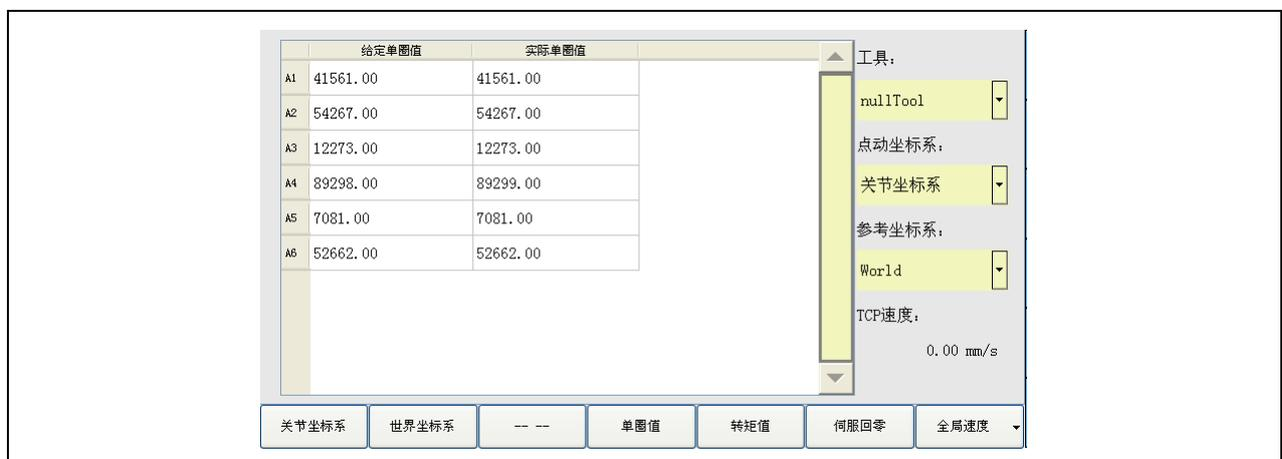 给定单圈值 实际单圈值
A1 41561.00 41561.00
A2 54267.00 54267.00
A3 12273.00 12273.00
A4 89298.00 89299.00
A5 7081.00 7081.00
A6 52662.00 52662.00
工具:
nullTool
点动坐标系:
关节坐标系
参考坐标系:
World
TCP速度:
0.00 mm/s
关节坐标系 世界坐标系 -- -- 单圈值 转矩值 伺服回零 全局速度